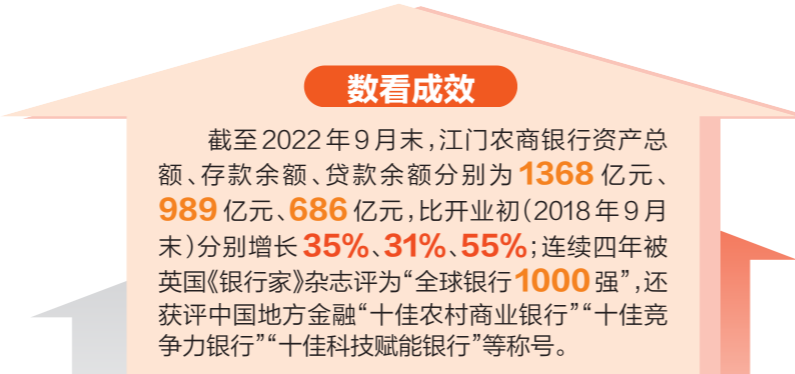 数看成效
截至2022年9月末,江门农商银行资产总
额、存款余额、贷款余额分别为1368亿元、
989亿元、686亿元,比开业初(2018年9月
末)分别增长35%、31%、55%;连续四年被
英国《银行家》杂志评为“全球银行1000强”,还
获评中国地方金融“十佳农村商业银行”“十佳竞
争力银行”“十佳科技赋能银行”等称号。